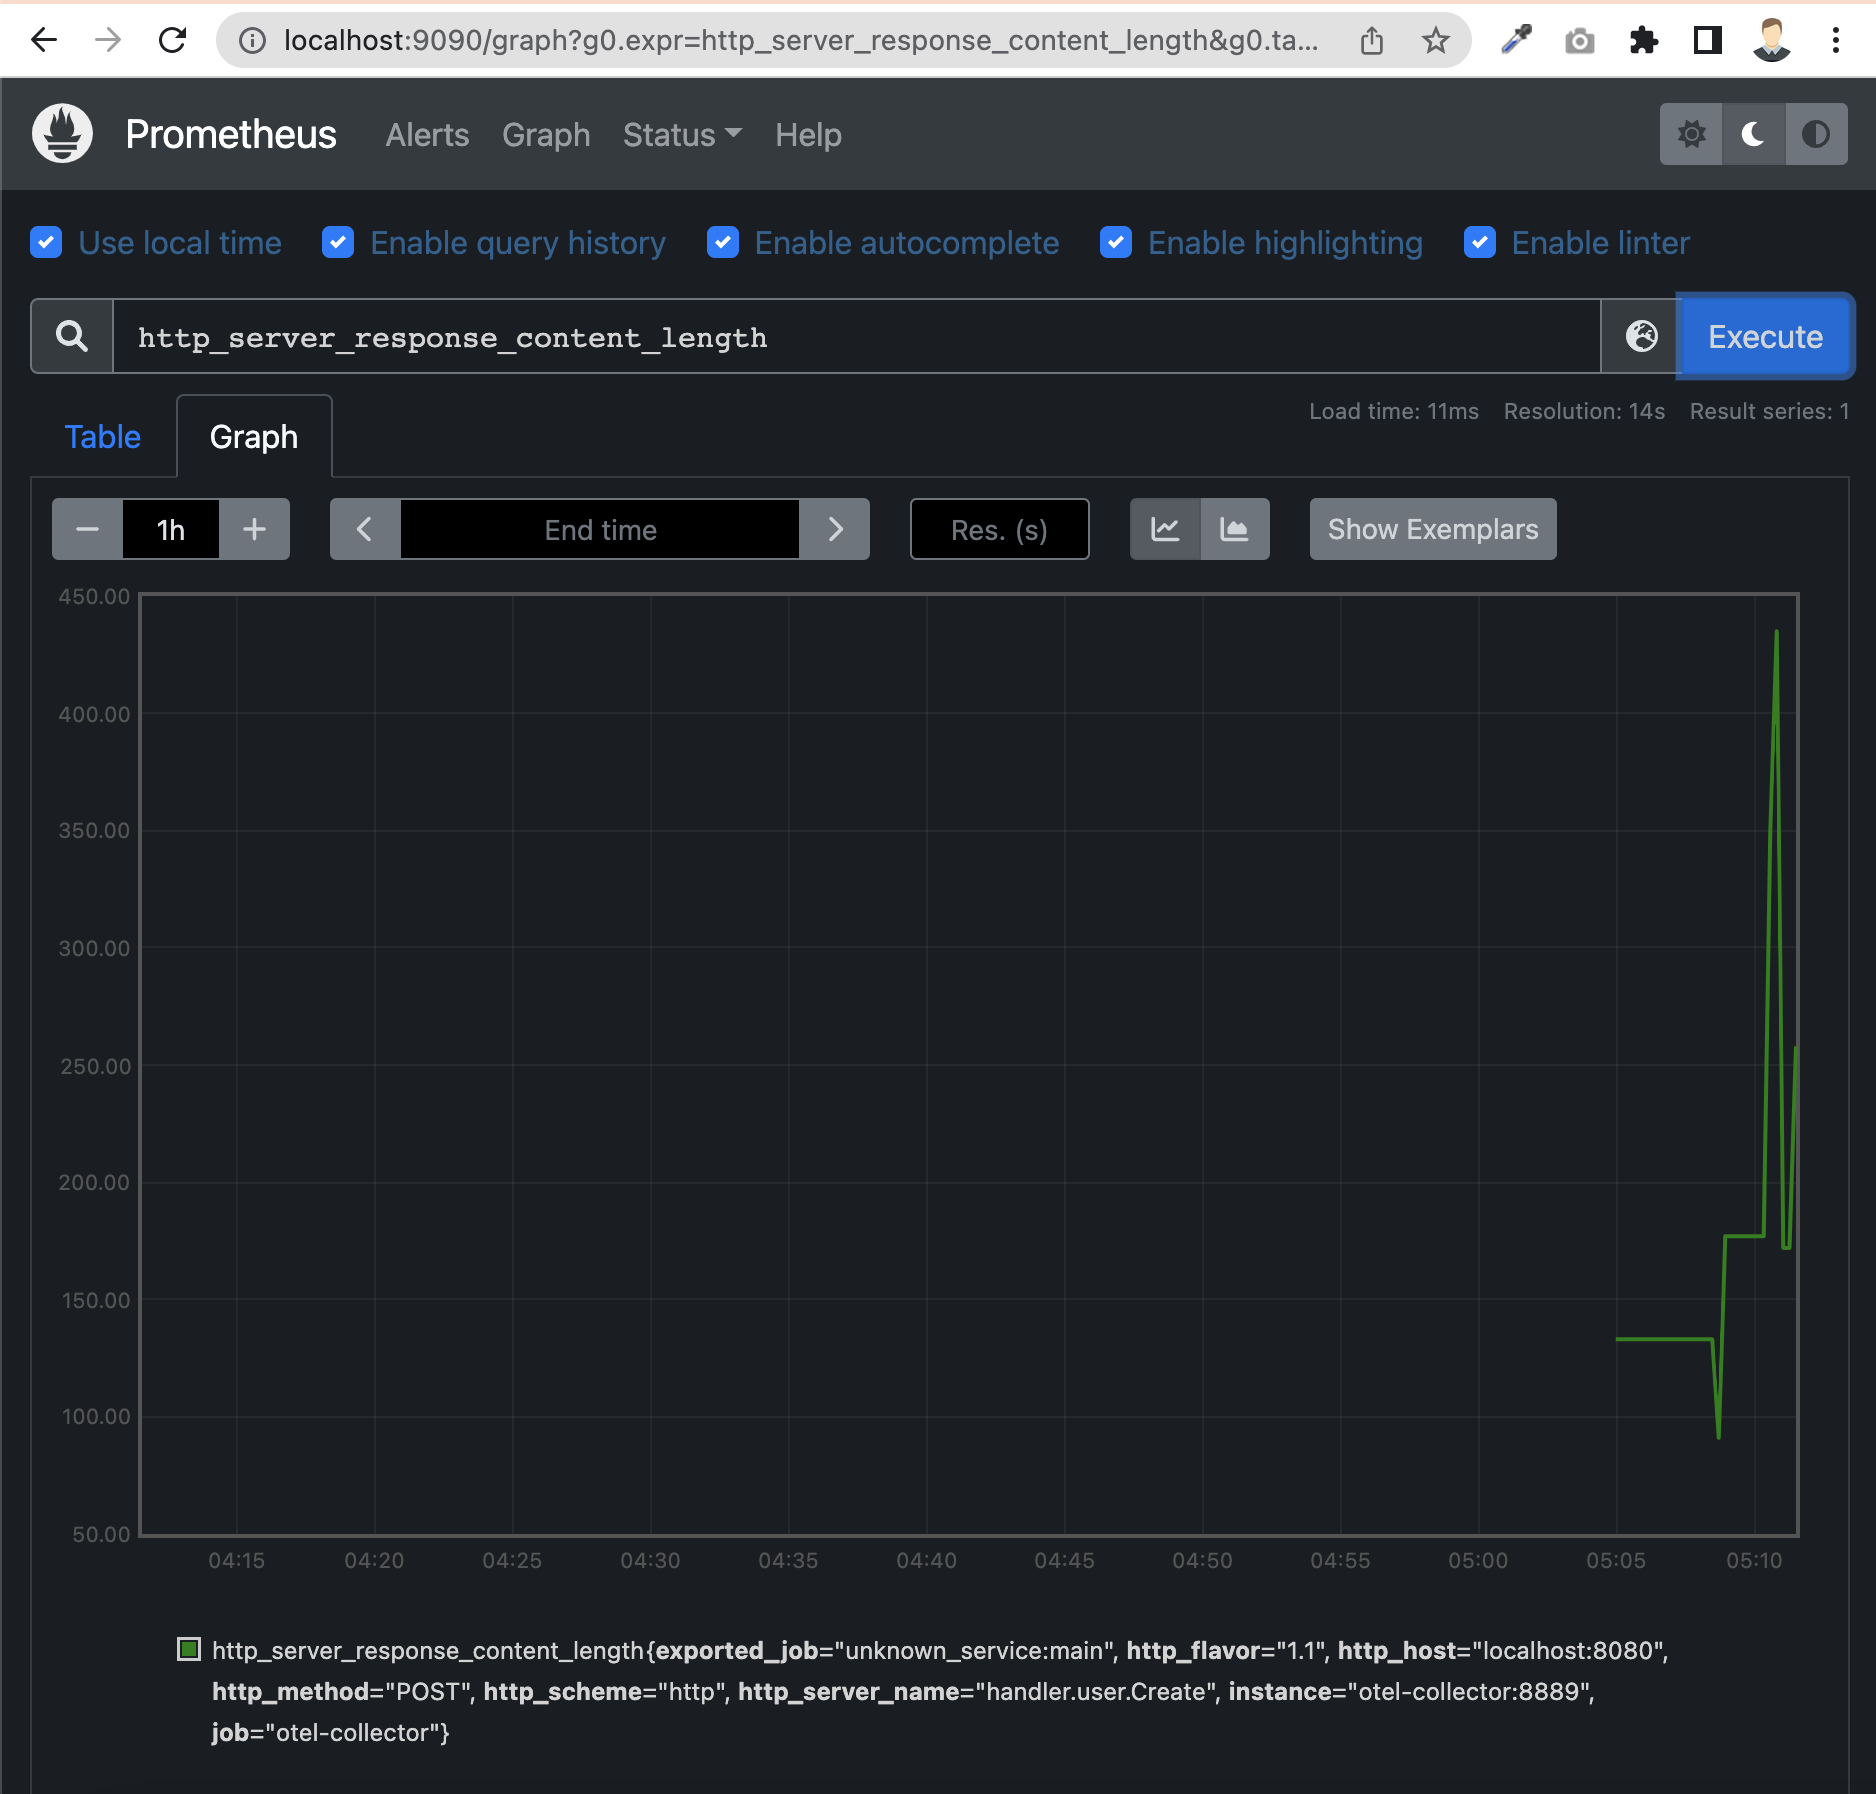 localhost:9090/graph?g0.expr=http_server_response_content_length&g0.ta...
Prometheus Alerts Graph Status Help
Use local time Enable query history Enable autocomplete Enable highlighting Enable linter
http_server_response_content_length Execute
Load time: 11ms Resolution: 14s Result series: 1
Table Graph
− 1h + End time Res. (s) Show Exemplars
450.00
400.00
350.00
300.00
250.00
200.00
150.00
100.00
50.00
04:15 04:20 04:25 04:30 04:35 04:40 04:45 04:50 04:55 05:00 05:05 05:10
http_server_response_content_length{exported_job="unknown_service:main", http_flavor="1.1", http_host="localhost:8080",
http_method="POST", http_scheme="http", http_server_name="handler.user.Create", instance="otel-collector:8889",
job="otel-collector"}